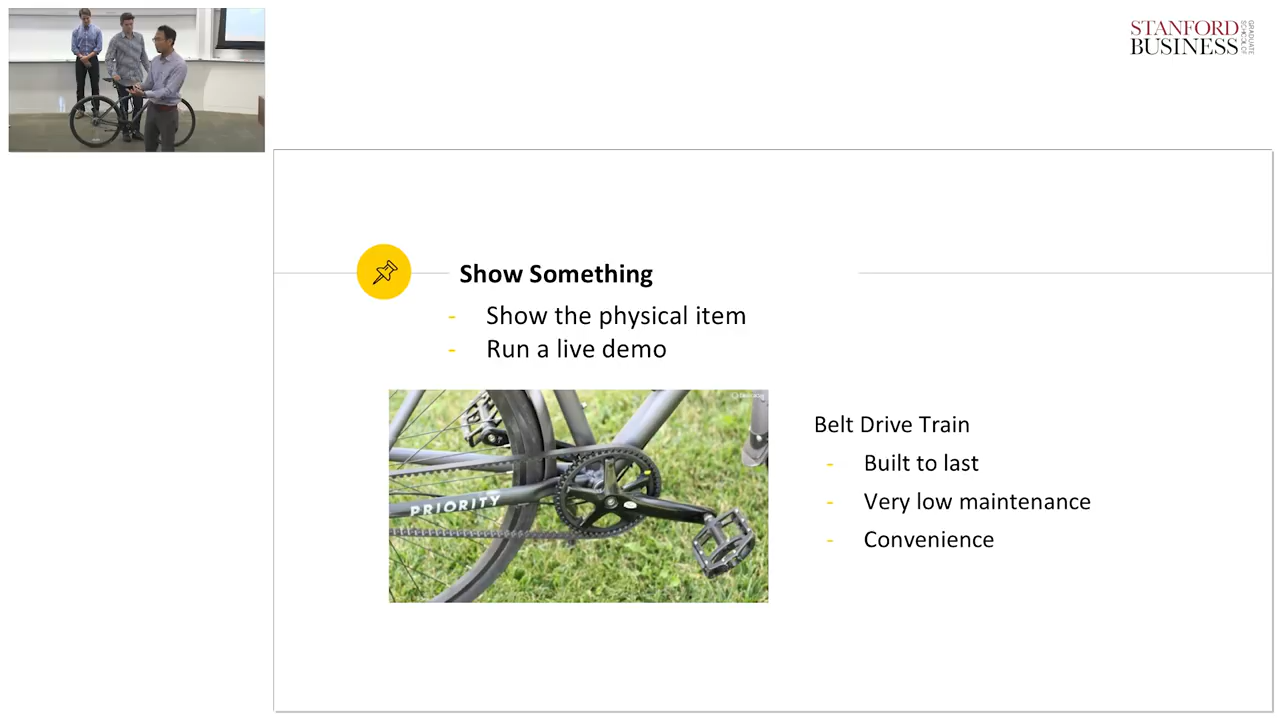 STANFORD
BUSINESS
GRADUATE
SCHOOL OF
Show Something
- Show the physical item
- Run a live demo
PRIORITY
Belt Drive Train
- Built to last
- Very low maintenance
- Convenience